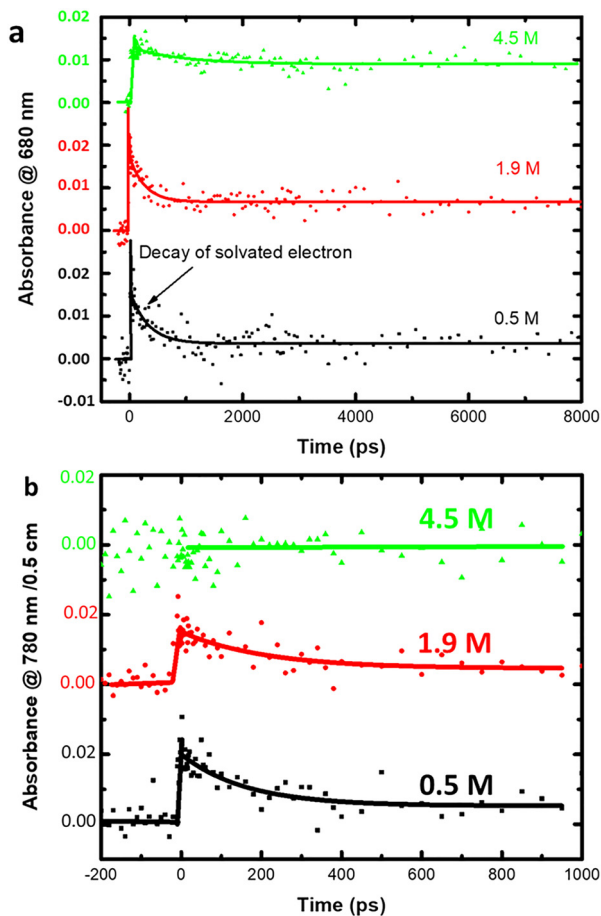 a
0.02
0.01
0.00
4.5 M
0.02
0.01
0.00
1.9 M
0.02
0.01
0.00
-0.01
Decay of solvated electron
0.5 M
Absorbance @ 680 nm
0 2000 4000 6000 8000
Time (ps)
b
0.02
0.00
4.5 M
0.02
0.00
1.9 M
0.02
0.00
0.5 M
Absorbance @ 780 nm /0.5 cm
-200 0 200 400 600 800 1000
Time (ps)